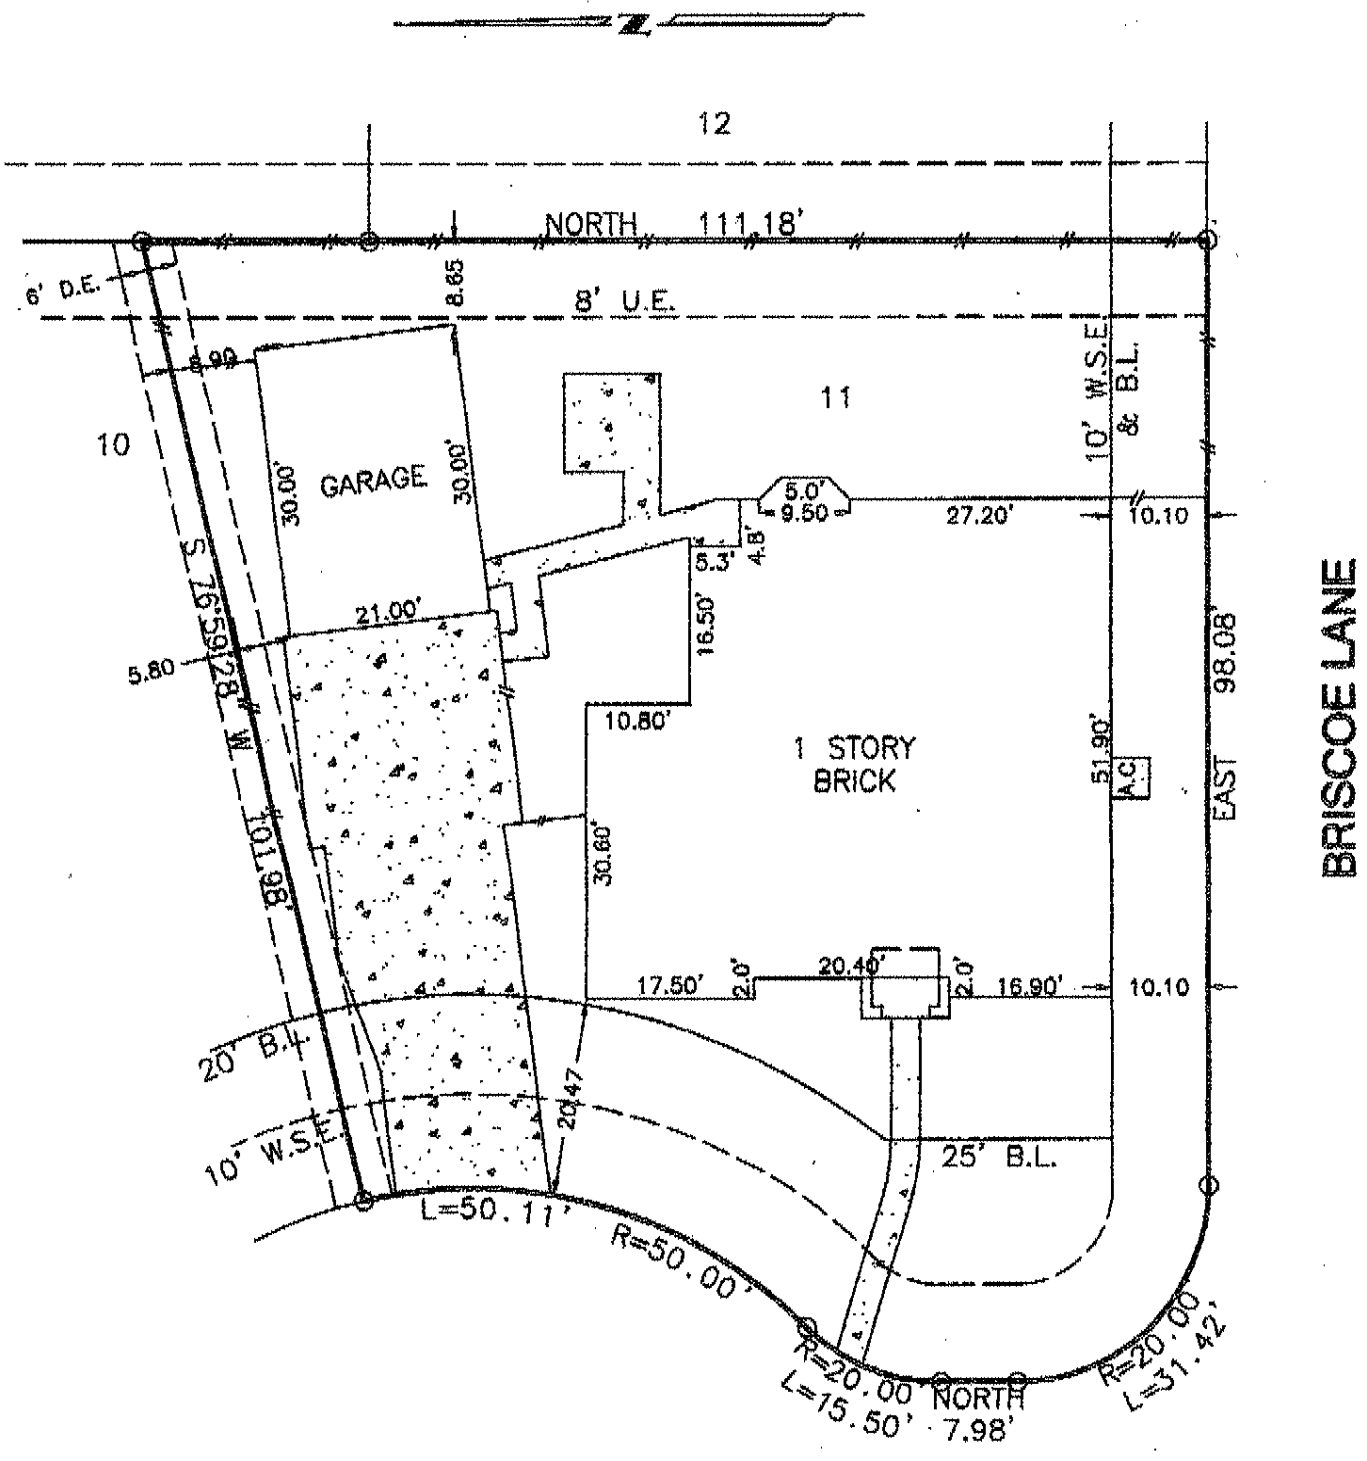 N
12
NORTH 111.18'
6' D.E.
8.65
8' U.E.
10' W.S.E.
& B.L.
11
10
GARAGE
30.00'
30.00'
5.0'
9.50
27.20'
10.10
4.8'
5.3'
16.50'
S 76°59'28" W 101.98'
21.00'
5.80
10.80'
1 STORY
BRICK
51.90'
A.C
EAST 98.08'
BRISCOE LANE
30.60'
17.50'
2.0'
20.40'
2.0'
16.90'
10.10
20' B.L.
20.47
10' W.S.E.
25' B.L.
L=50.11'
R=50.00'
R=20.00'
L=15.50'
NORTH
7.98'
R=20.00'
L=31.42'